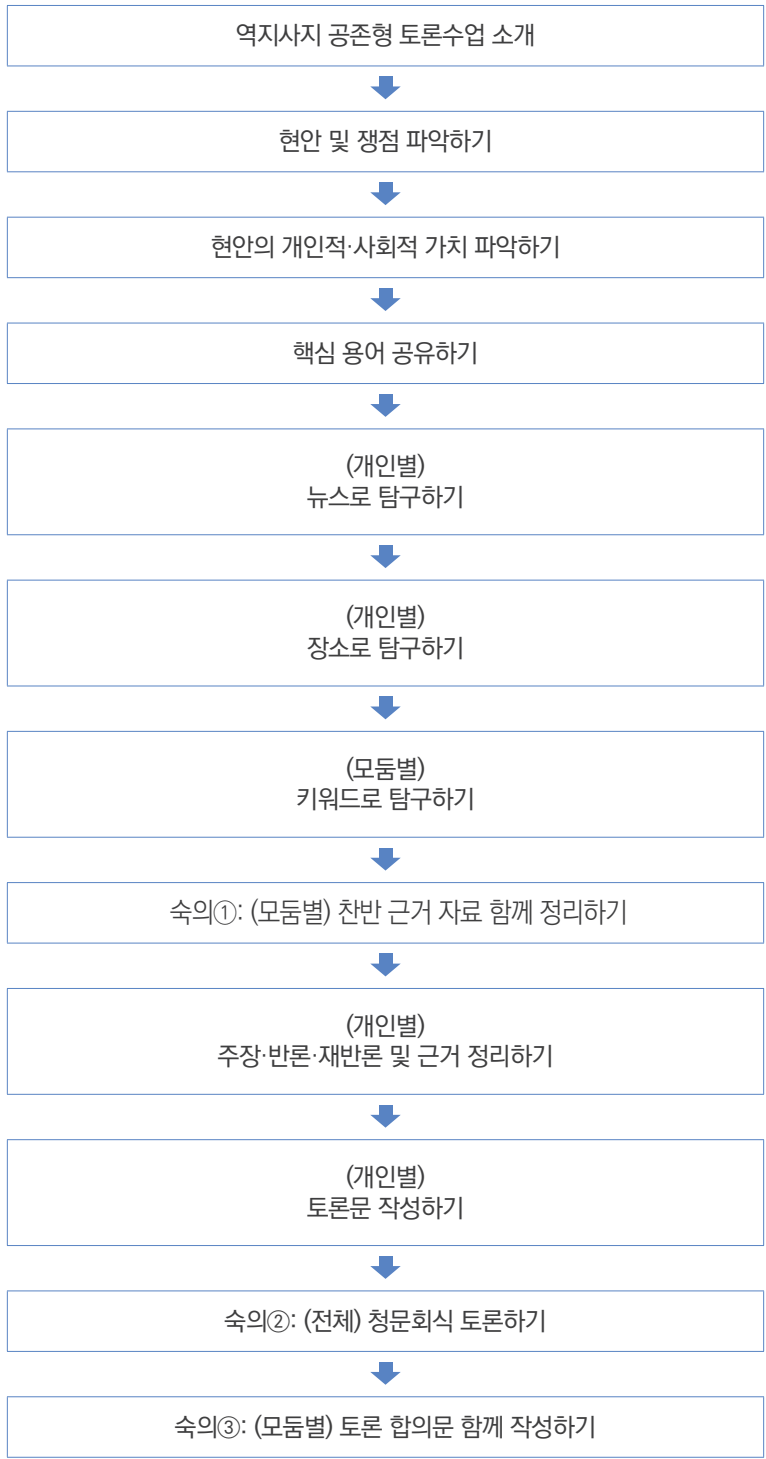 역지사지 공존형 토론수업 소개
현안 및 쟁점 파악하기
현안의 개인적·사회적 가치 파악하기
핵심 용어 공유하기
(개인별)
뉴스로 탐구하기
(개인별)
장소로 탐구하기
(모둠별)
키워드로 탐구하기
숙의①: (모둠별) 찬반 근거 자료 함께 정리하기
(개인별)
주장·반론·재반론 및 근거 정리하기
(개인별)
토론문 작성하기
숙의②: (전체) 청문회식 토론하기
숙의③: (모둠별) 토론 합의문 함께 작성하기